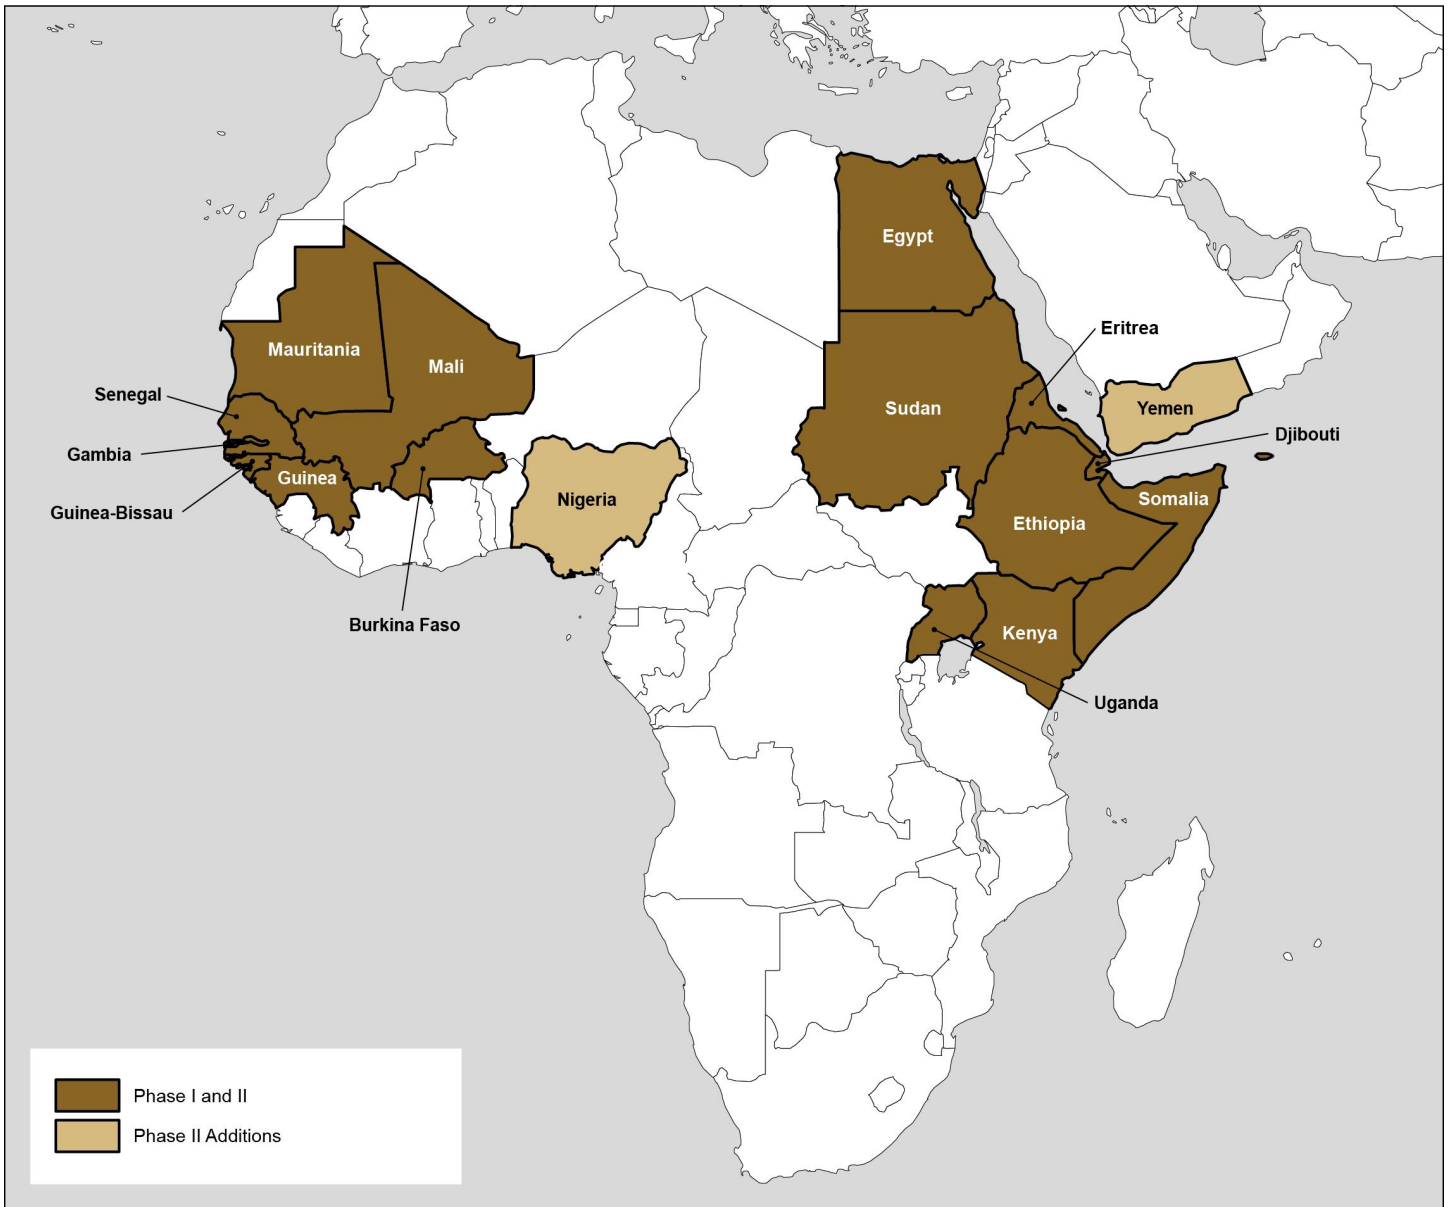 Egypt
Eritrea
Mauritania
Mali
Senegal
Sudan
Yemen
Djibouti
Gambia
Guinea
Nigeria
Somalia
Guinea-Bissau
Ethiopia
Burkina Faso
Kenya
Uganda
Phase I and II
Phase II Additions